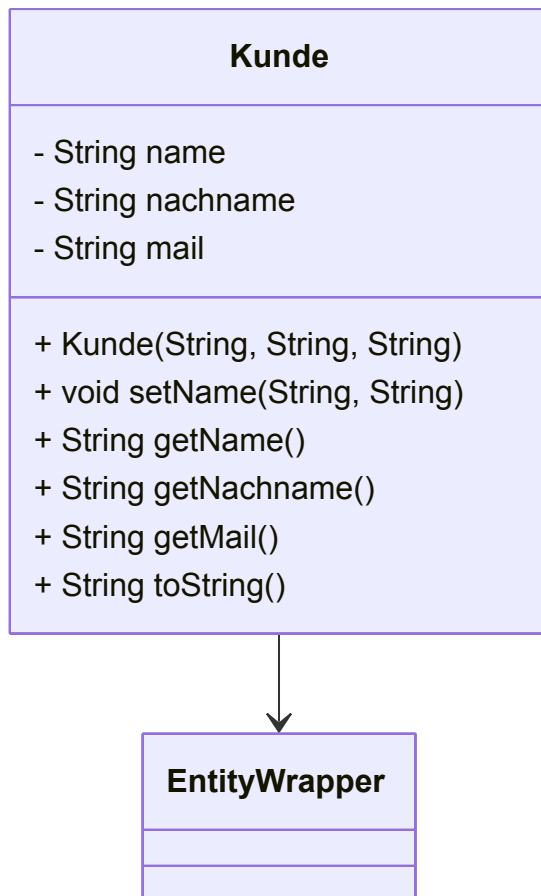 Kunde
- String name
- String nachname
- String mail
+ Kunde(String, String, String)
+ void setName(String, String)
+ String getName()
+ String getNachname()
+ String getMail()
+ String toString()
EntityWrapper